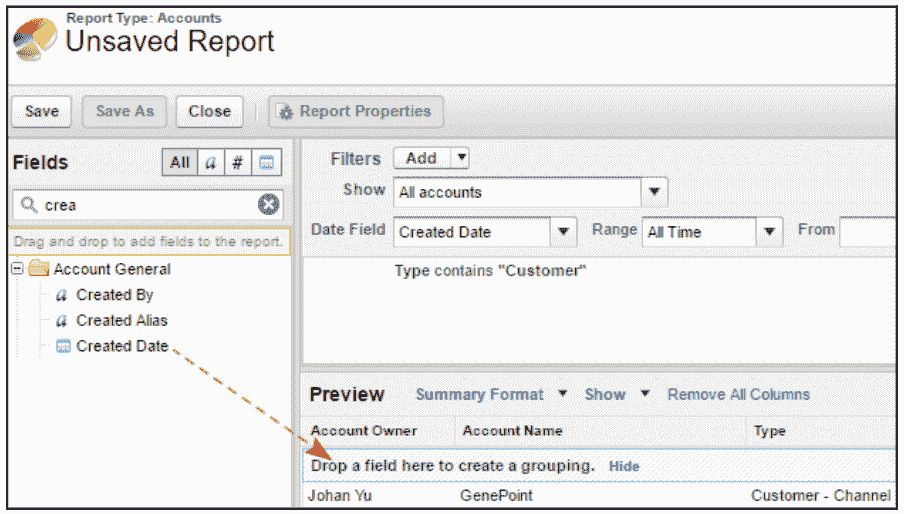 Report Type: Accounts
Unsaved Report
Save Save As Close Report Properties
Fields All a #
crea
Drag and drop to add fields to the report.
Account General
a Created By
a Created Alias
Created Date
Filters Add
Show All accounts
Date Field Created Date Range All Time From
Type contains "Customer"
Preview Summary Format Show Remove All Columns
Account Owner Account Name Type
Drop a field here to create a grouping. Hide
Johan Yu GenePoint Customer - Channel